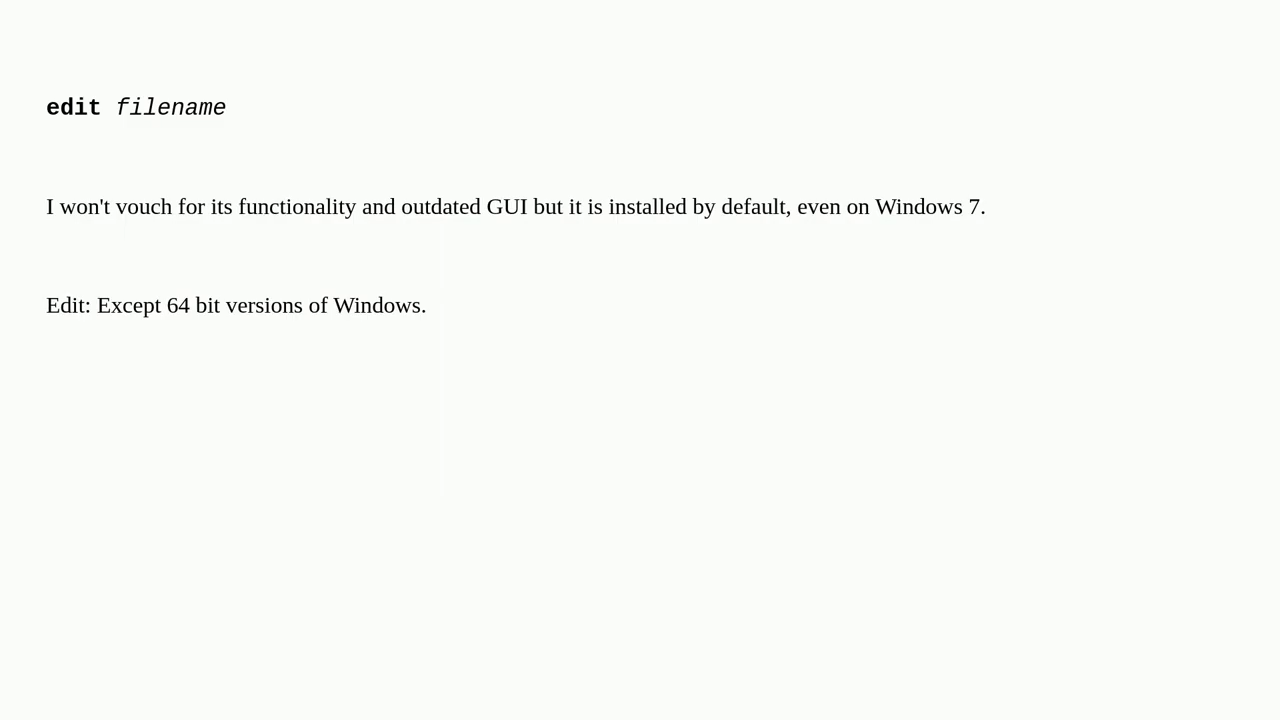 edit filename
I won't vouch for its functionality and outdated GUI but it is installed by default, even on Windows 7.
Edit: Except 64 bit versions of Windows.